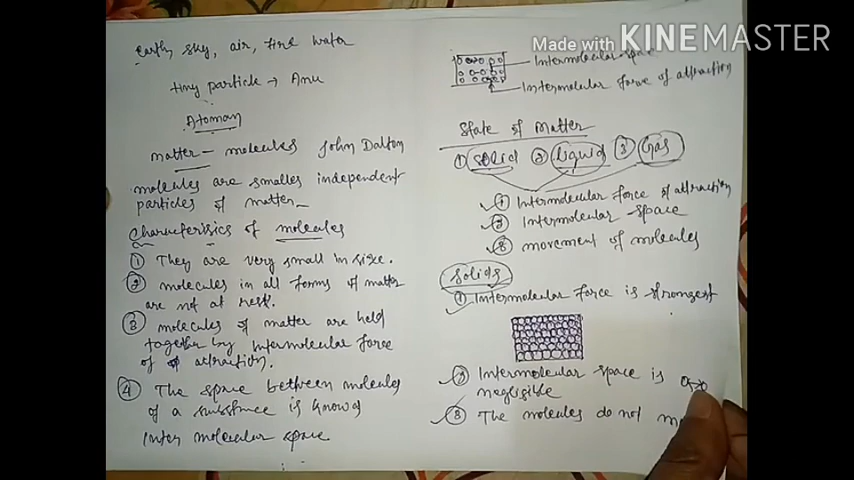 Made with KINEMASTER
Earth, sky, air, fire water
tiny particle → Anu
Atoman
Matter - molecules John Dalton
molecules are smalles independent
particles of matter-
Characterisics of molecules
① They are very small in size.
② molecules in all forms of matter
are not at rest.
③ molecules of matter are held
together by intermolecular force
of attraction.
④ The space between molecules
of a substance is known
Inter molecular space
Intermolecular space
Intermolecular force of attraction
State of Matter
① Solid ② liquid ③ Gas
① Intermolecular force of attraction
② Intermolecular space
③ movement of molecules
Solids
① Intermolecular force is strongest
② Intermolecular space is
negligible
③ The molecules do not